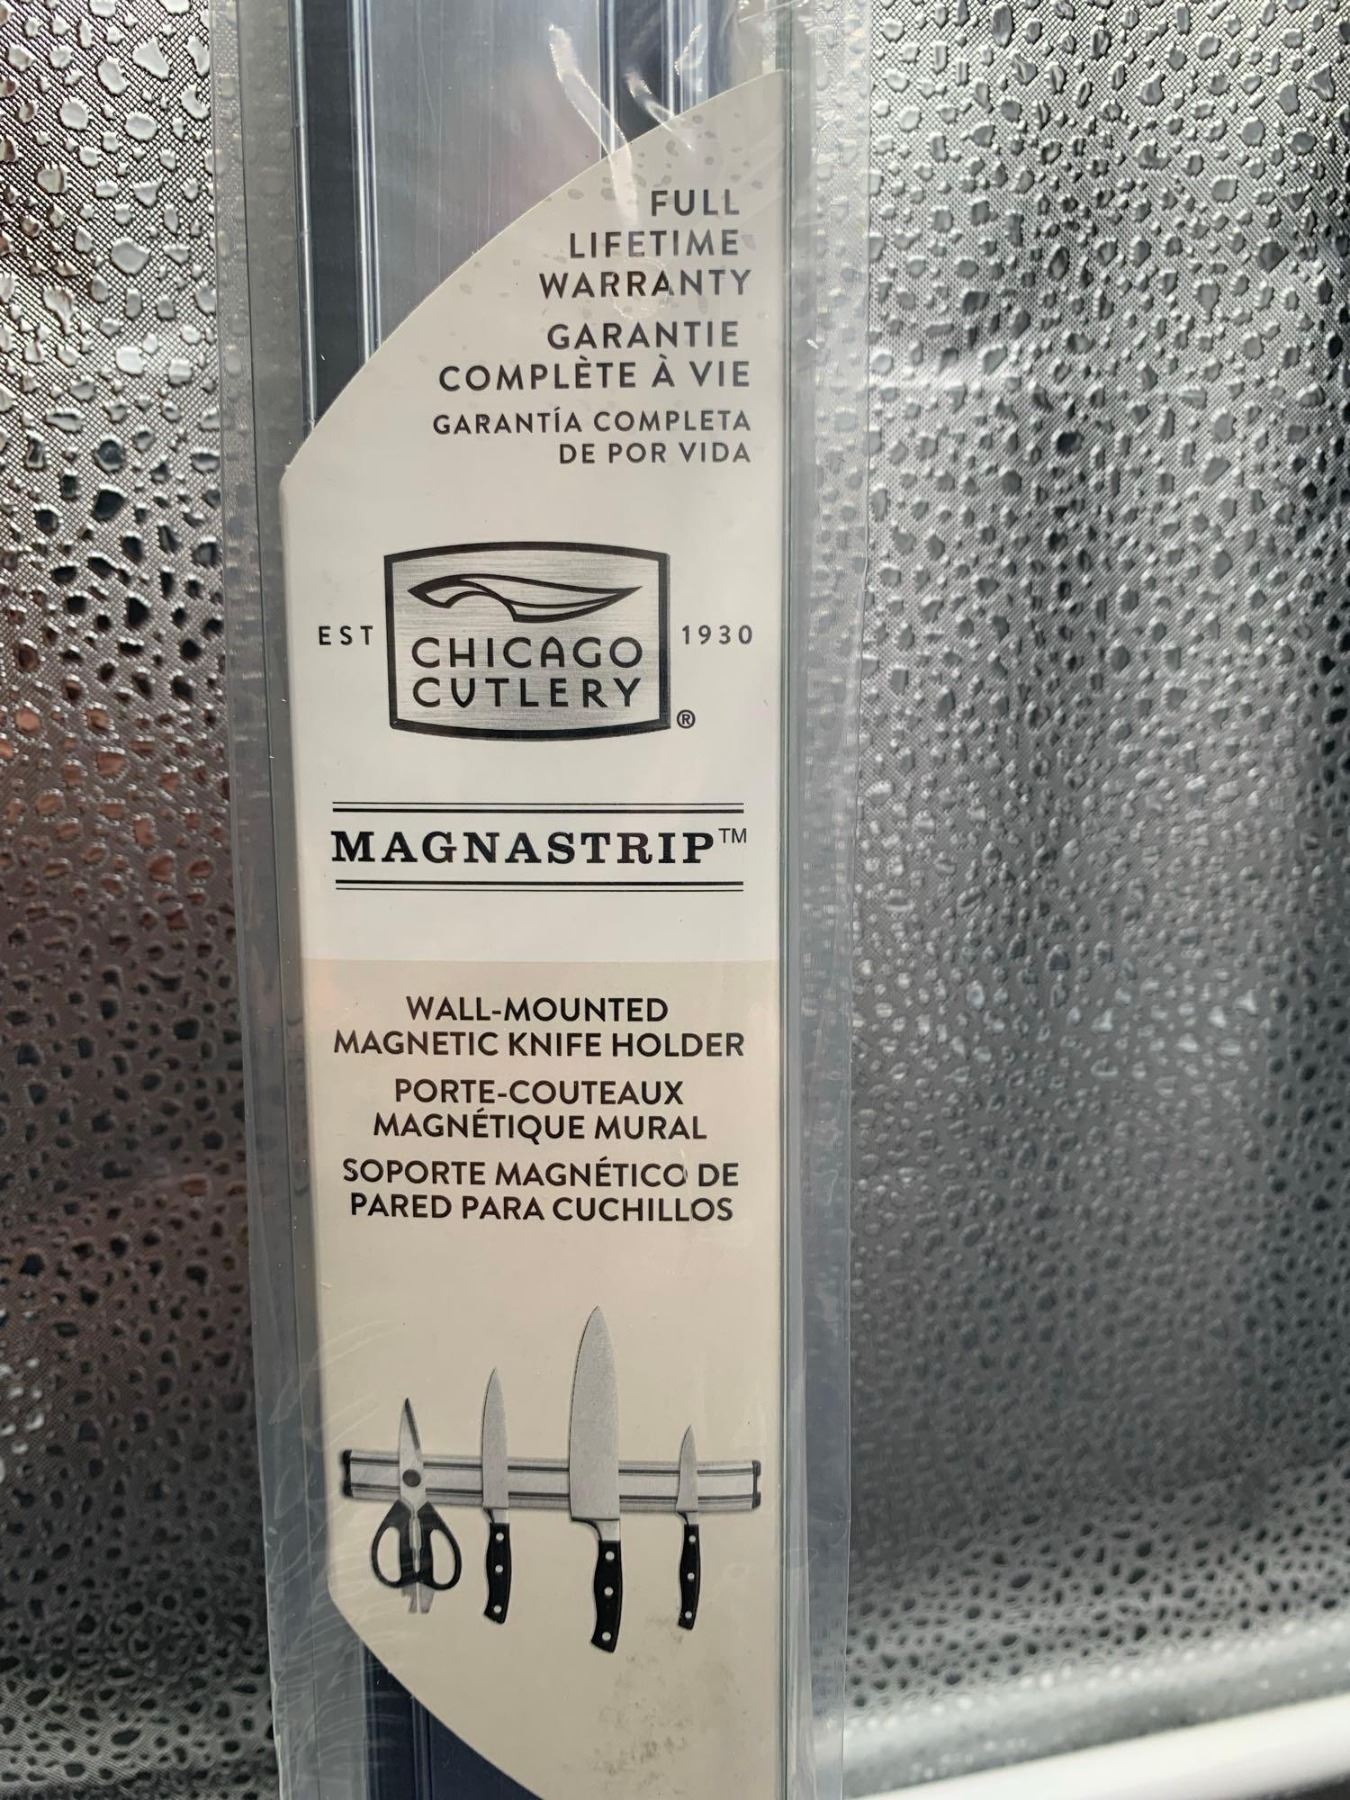 FULL
LIFETIME
WARRANTY
GARANTIE
COMPLÈTE À VIE
GARANTÍA COMPLETA
DE POR VIDA
EST
CHICAGO
CUTLERY
®
1930
MAGNASTRIP™
WALL-MOUNTED
MAGNETIC KNIFE HOLDER
PORTE-COUTEAUX
MAGNÉTIQUE MURAL
SOPORTE MAGNÉTICO DE
PARED PARA CUCHILLOS